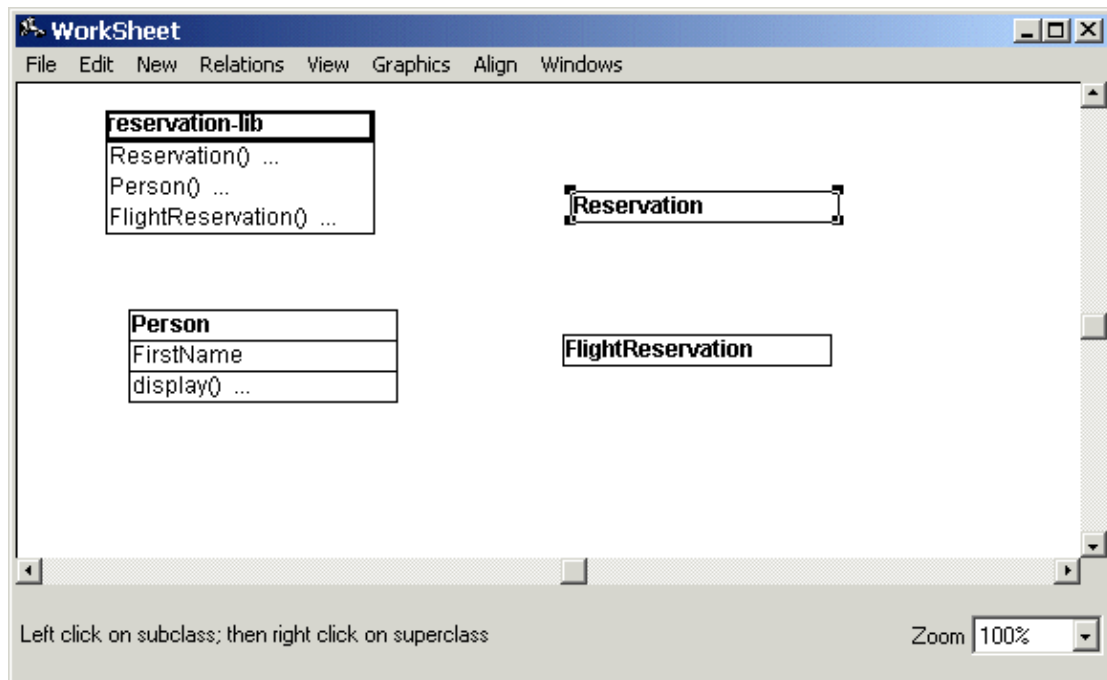 WorkSheet
File Edit New Relations View Graphics Align Windows
reservation-lib
Reservation() ...
Person() ...
FlightReservation() ...
Reservation
Person
FirstName
display() ...
FlightReservation
Left click on subclass; then right click on superclass
Zoom 100%